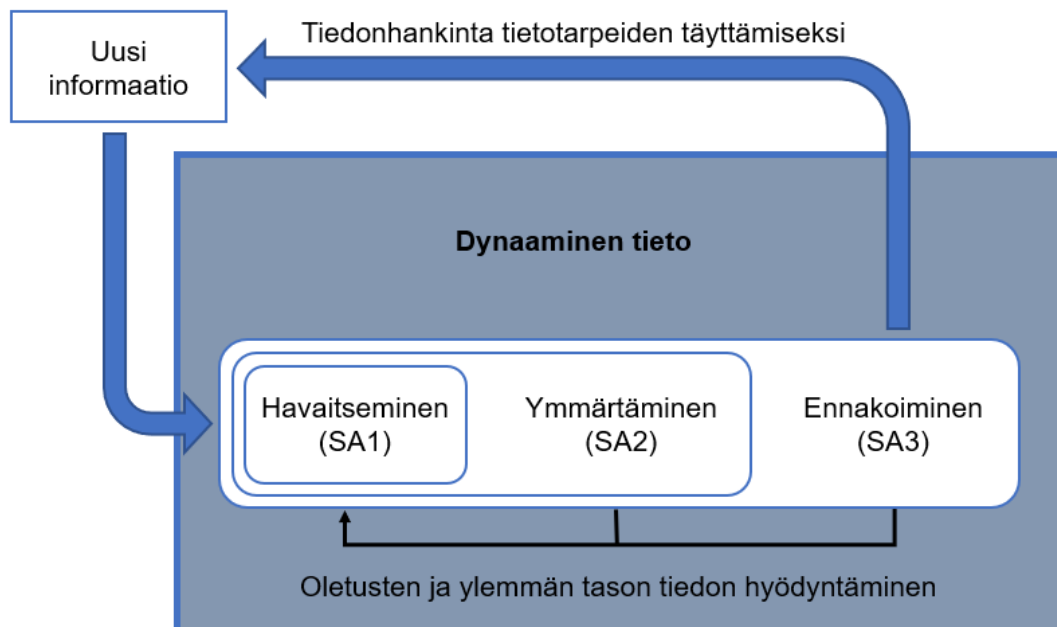 Tiedonhankinta tietotarpeiden täyttämiseksi
Uusi
informaatio
Dynaaminen tieto
Havaitseminen
(SA1)
Ymmärtäminen
(SA2)
Ennakoiminen
(SA3)
Oletusten ja ylemmän tason tiedon hyödyntäminen